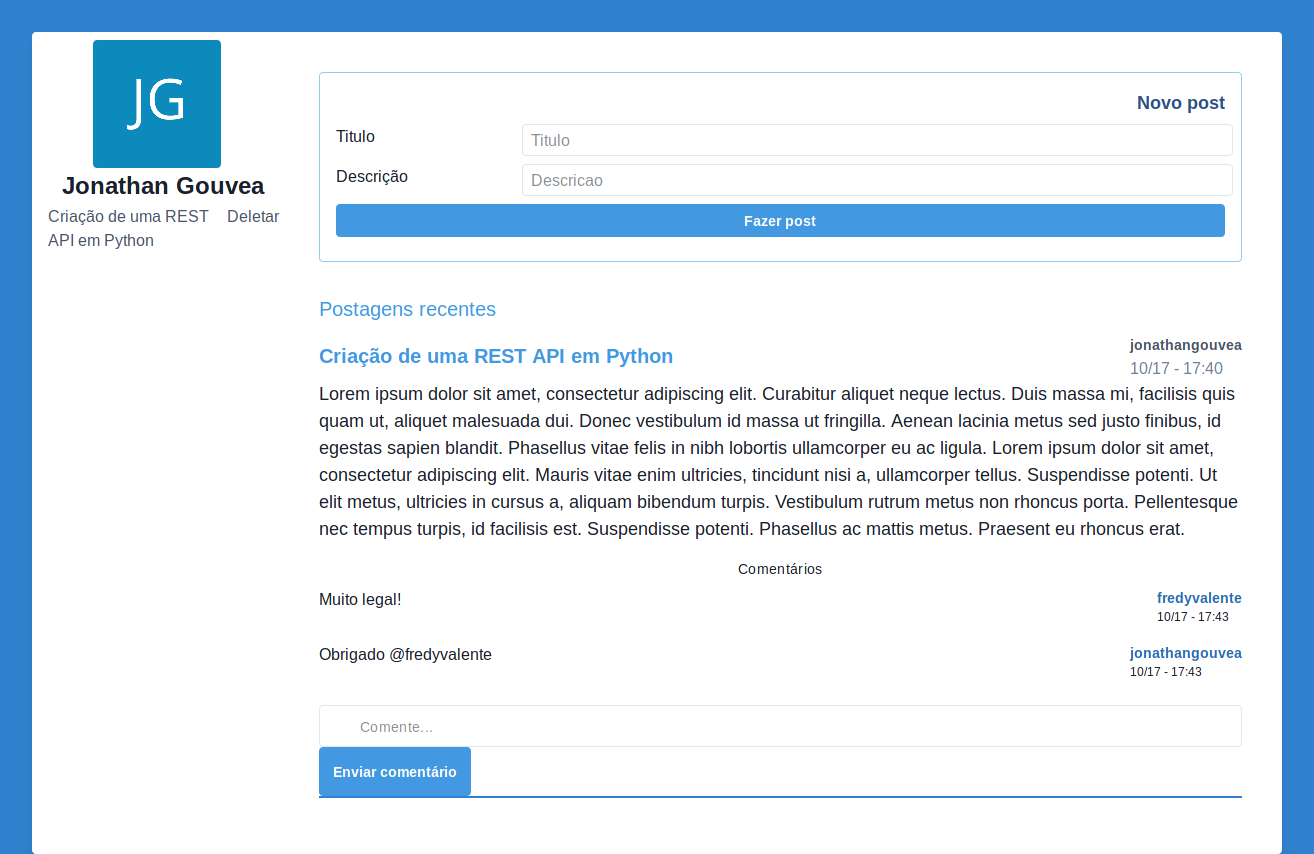 JG
Jonathan Gouvea
Criação de uma REST API em Python
Deletar
Novo post
Titulo
Titulo
Descrição
Descricao
Fazer post
Postagens recentes
Criação de uma REST API em Python
jonathangouvea
10/17 - 17:40
Lorem ipsum dolor sit amet, consectetur adipiscing elit. Curabitur aliquet neque lectus. Duis massa mi, facilisis quis
quam ut, aliquet malesuada dui. Donec vestibulum id massa ut fringilla. Aenean lacinia metus sed justo finibus, id
egestas sapien blandit. Phasellus vitae felis in nibh lobortis ullamcorper eu ac ligula. Lorem ipsum dolor sit amet,
consectetur adipiscing elit. Mauris vitae enim ultricies, tincidunt nisi a, ullamcorper tellus. Suspendisse potenti. Ut
elit metus, ultricies in cursus a, aliquam bibendum turpis. Vestibulum rutrum metus non rhoncus porta. Pellentesque
nec tempus turpis, id facilisis est. Suspendisse potenti. Phasellus ac mattis metus. Praesent eu rhoncus erat.
Comentários
Muito legal!
fredyvalente
10/17 - 17:43
Obrigado @fredyvalente
jonathangouvea
10/17 - 17:43
Comente...
Enviar comentário